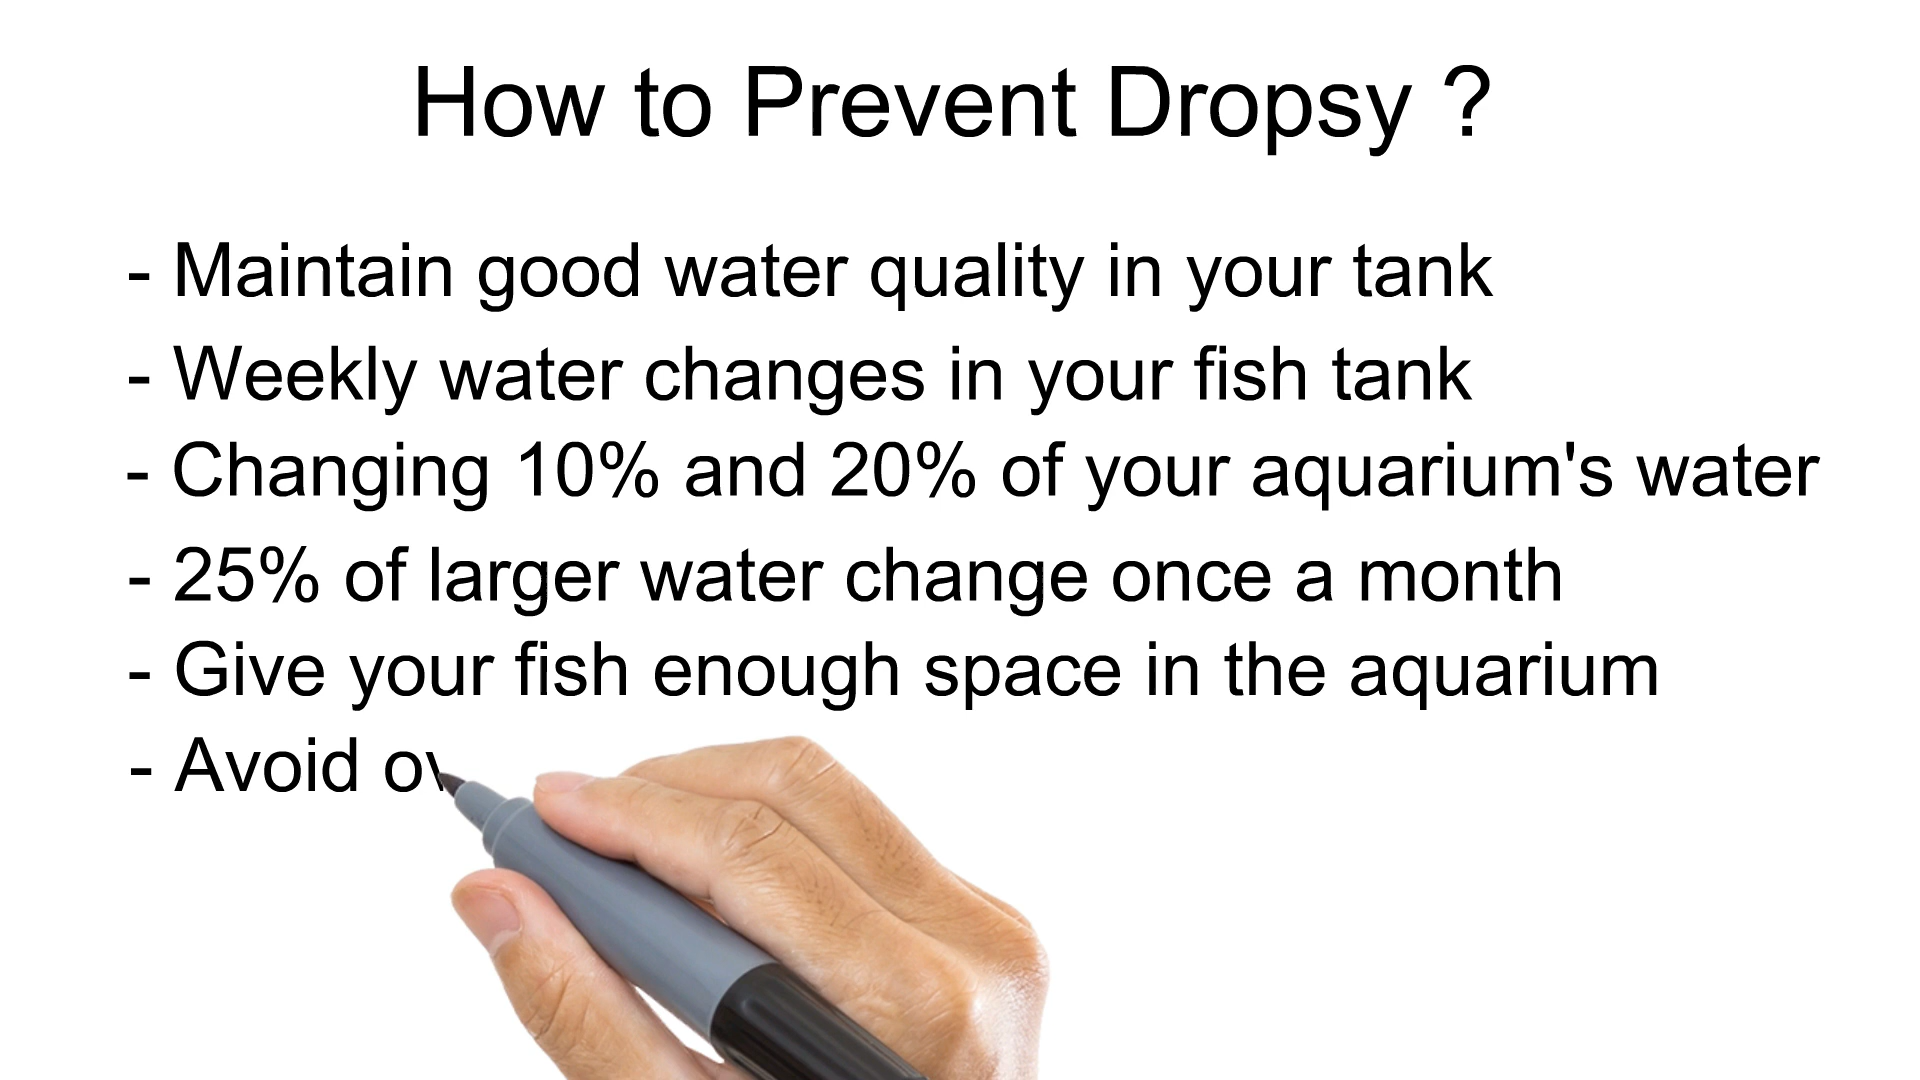 How to Prevent Dropsy ?
- Maintain good water quality in your tank
- Weekly water changes in your fish tank
- Changing 10% and 20% of your aquarium's water
- 25% of larger water change once a month
- Give your fish enough space in the aquarium
- Avoid